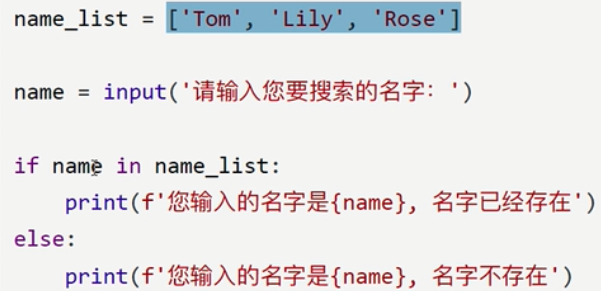 name_list = ['Tom', 'Lily', 'Rose']
name = input('请输入您要搜索的名字: ')
if name in name_list:
    print(f'您输入的名字是{name}, 名字已经存在')
else:
    print(f'您输入的名字是{name}, 名字不存在')